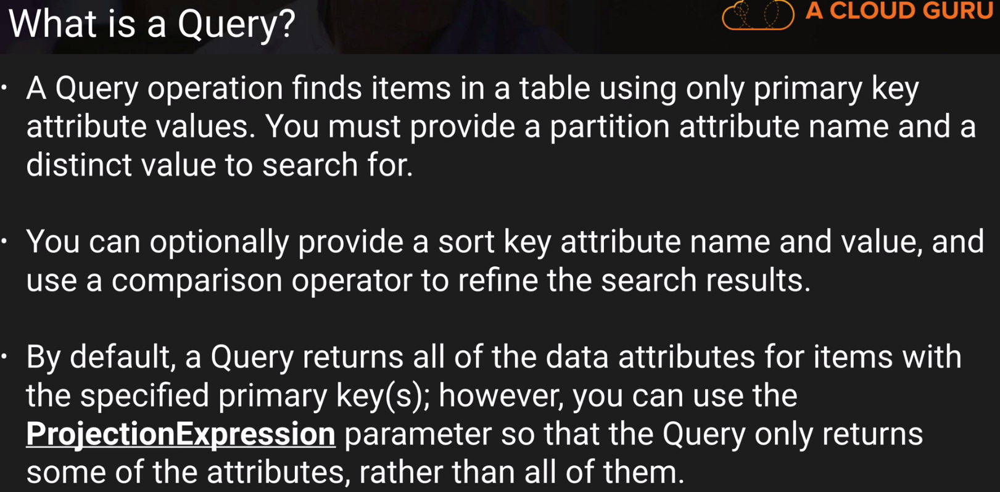 What is a Query?
A CLOUD GURU
• A Query operation finds items in a table using only primary key
attribute values. You must provide a partition attribute name and a
distinct value to search for.
• You can optionally provide a sort key attribute name and value, and
use a comparison operator to refine the search results.
• By default, a Query returns all of the data attributes for items with
the specified primary key(s); however, you can use the
ProjectionExpression parameter so that the Query only returns
some of the attributes, rather than all of them.